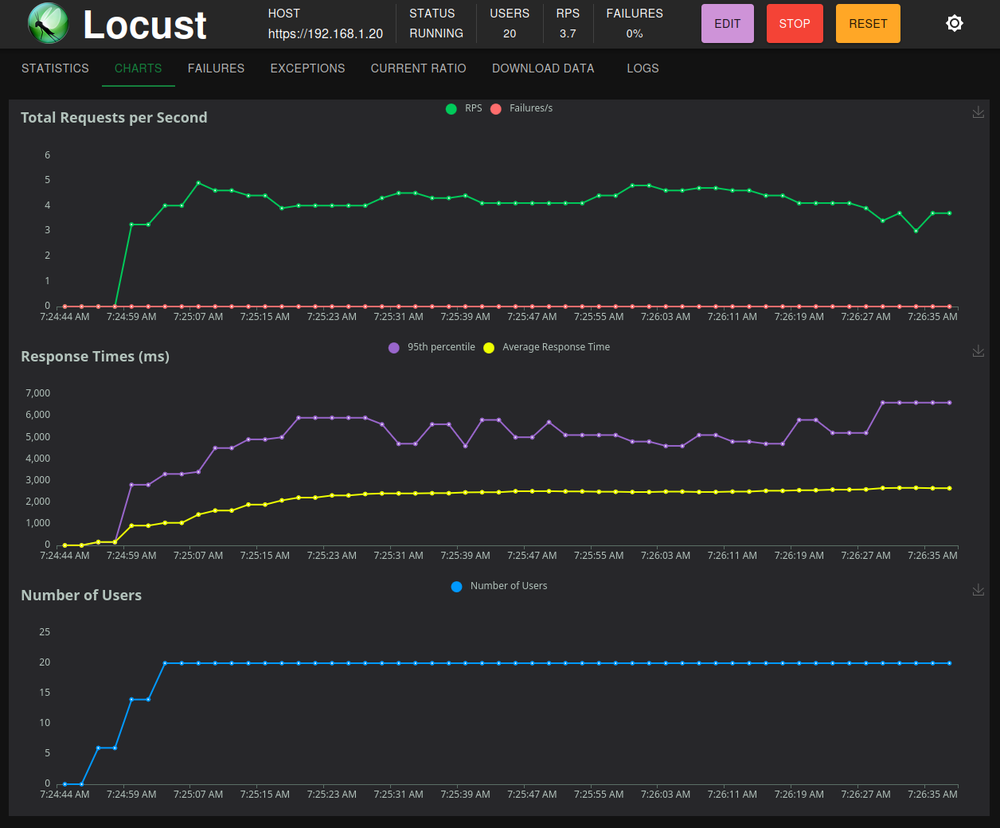 Locust
HOST
https://192.168.1.20
STATUS
RUNNING
USERS
20
RPS
3.7
FAILURES
0%
EDIT
STOP
RESET
STATISTICS CHARTS FAILURES EXCEPTIONS CURRENT RATIO DOWNLOAD DATA LOGS
Total Requests per Second
RPS Failures/s
6
5
4
3
2
1
0
7:24:44 AM 7:24:59 AM 7:25:07 AM 7:25:15 AM 7:25:23 AM 7:25:31 AM 7:25:39 AM 7:25:47 AM 7:25:55 AM 7:26:03 AM 7:26:11 AM 7:26:19 AM 7:26:27 AM 7:26:35 AM
Response Times (ms)
95th percentile Average Response Time
7,000
6,000
5,000
4,000
3,000
2,000
1,000
0
7:24:44 AM 7:24:59 AM 7:25:07 AM 7:25:15 AM 7:25:23 AM 7:25:31 AM 7:25:39 AM 7:25:47 AM 7:25:55 AM 7:26:03 AM 7:26:11 AM 7:26:19 AM 7:26:27 AM 7:26:35 AM
Number of Users
Number of Users
25
20
15
10
5
0
7:24:44 AM 7:24:59 AM 7:25:07 AM 7:25:15 AM 7:25:23 AM 7:25:31 AM 7:25:39 AM 7:25:47 AM 7:25:55 AM 7:26:03 AM 7:26:11 AM 7:26:19 AM 7:26:27 AM 7:26:35 AM